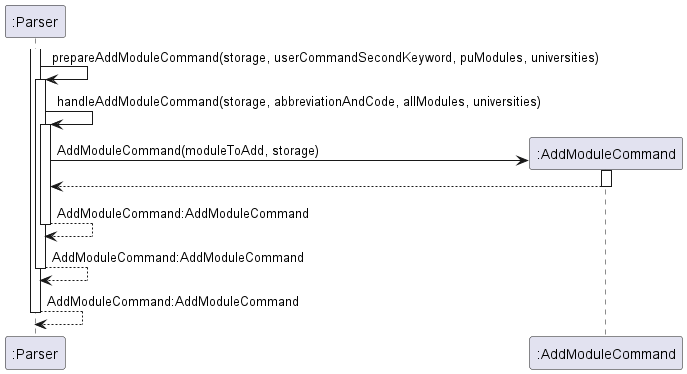 :Parser
prepareAddModuleCommand(storage, userCommandSecondKeyword, puModules, universities)
handleAddModuleCommand(storage, abbreviationAndCode, allModules, universities)
AddModuleCommand(moduleToAdd, storage)
:AddModuleCommand
AddModuleCommand:AddModuleCommand
AddModuleCommand:AddModuleCommand
AddModuleCommand:AddModuleCommand
:Parser
:AddModuleCommand